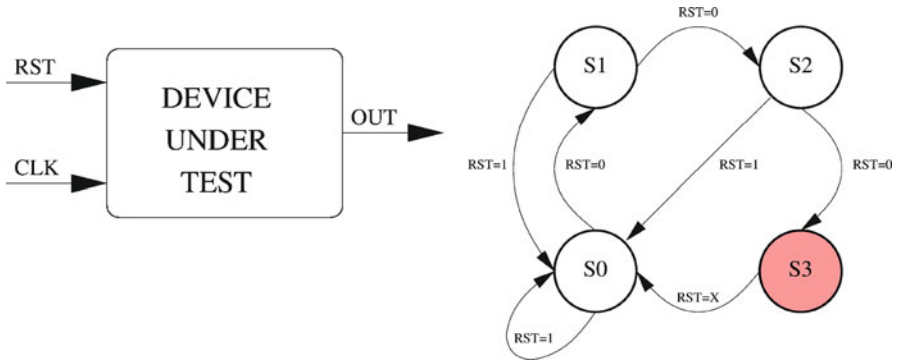 RST
CLK
DEVICE
UNDER
TEST
OUT
RST=0
S1
S2
RST=1
RST=0
RST=1
RST=0
S0
S3
RST=X
RST=1